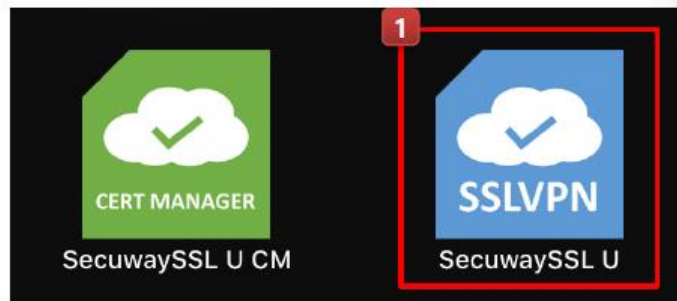 1
CERT MANAGER
SSLVPN
SecuwaySSL U CM
SecuwaySSL U